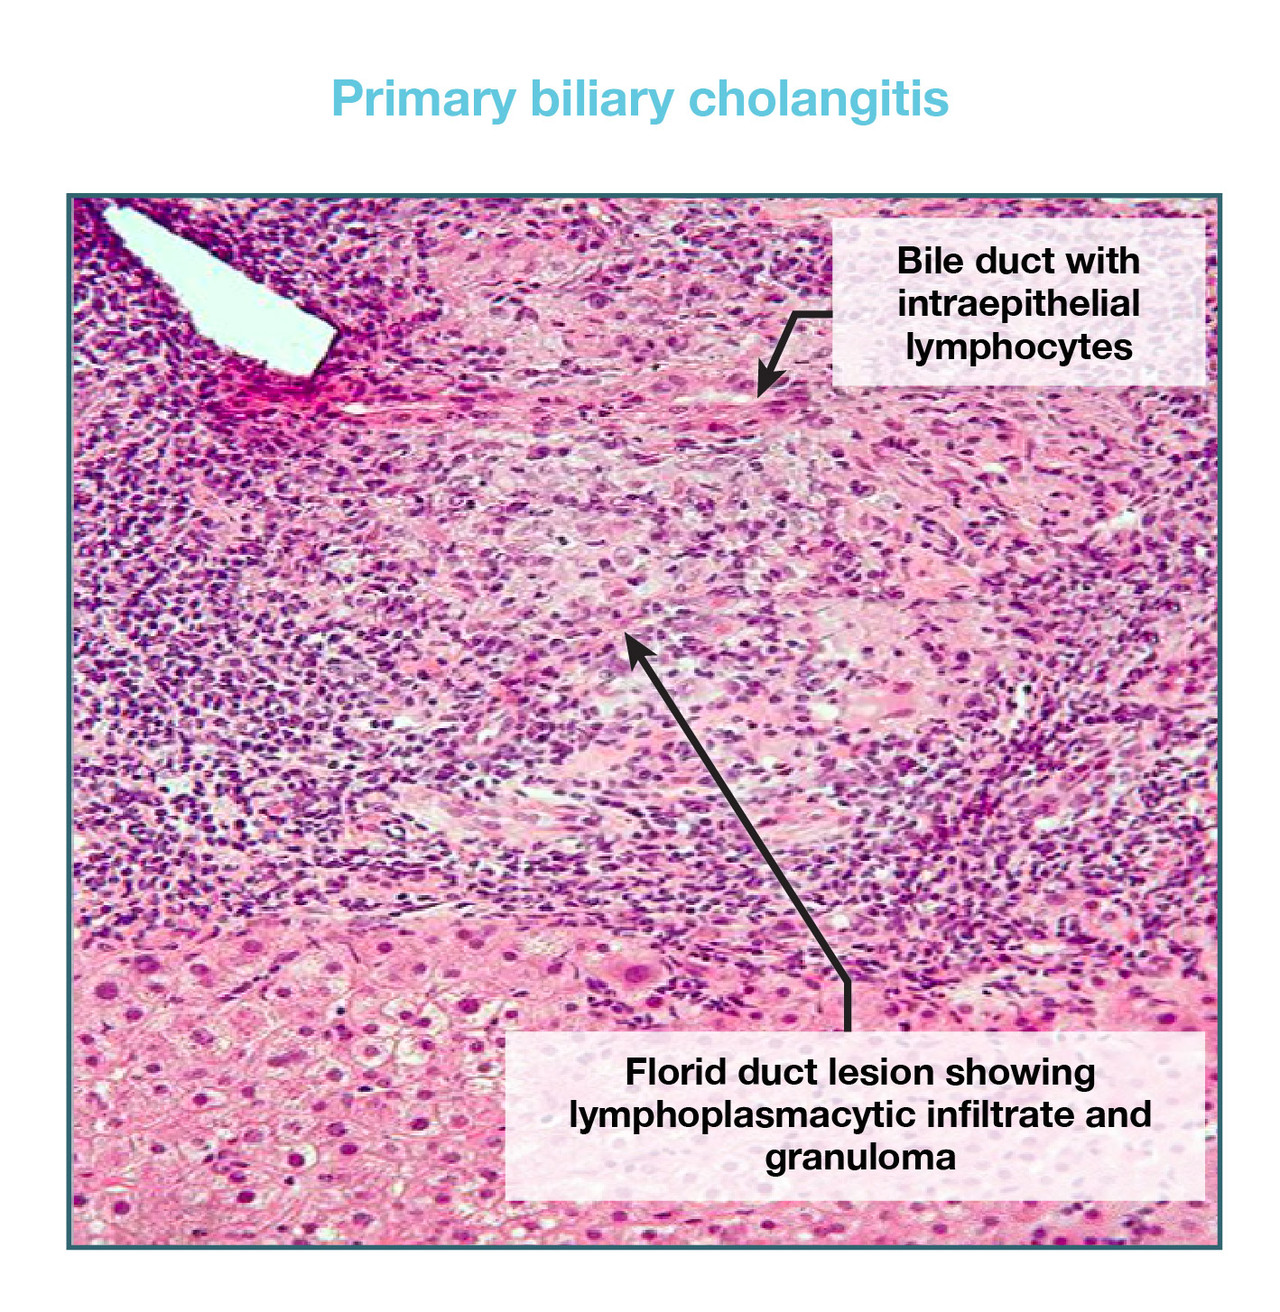 Primary biliary cholangitis
Bile duct with
intraepithelial
lymphocytes
Florid duct lesion showing
lymphoplasmacytic infiltrate and
granuloma